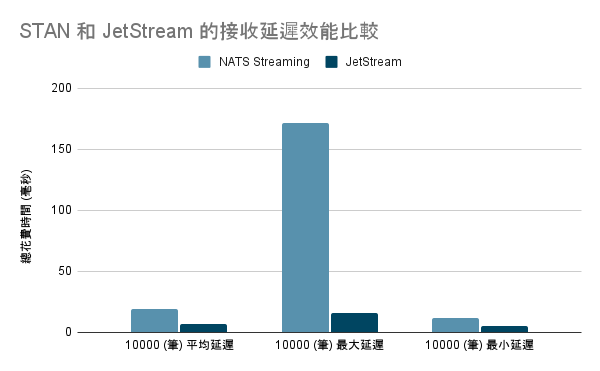 STAN 和 JetStream 的接收延遲效能比較
NATS Streaming
JetStream
200
150
100
50
0
總花費時間 (毫秒)
10000 (筆) 平均延遲
10000 (筆) 最大延遲
10000 (筆) 最小延遲